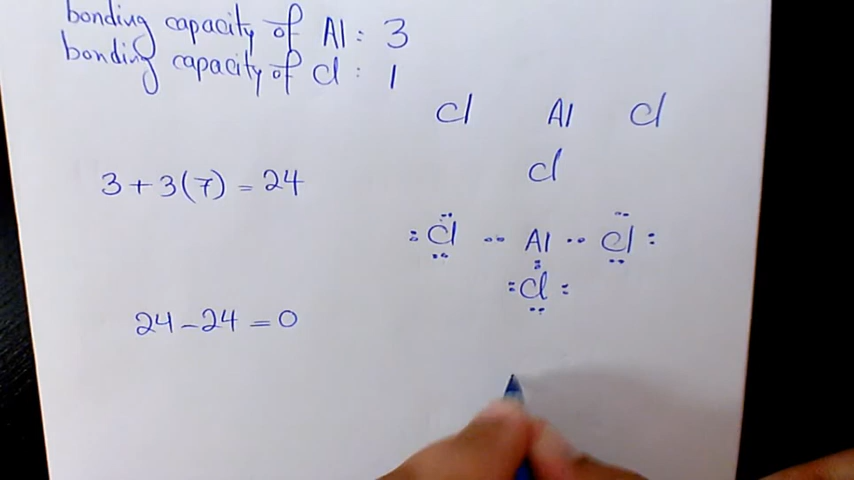 bonding capacity of Al: 3
bonding capacity of Cl: 1
Cl Al Cl
Cl
3 + 3(7) = 24
:Cl ·· Al ·· Cl:
:Cl:
24 - 24 = 0